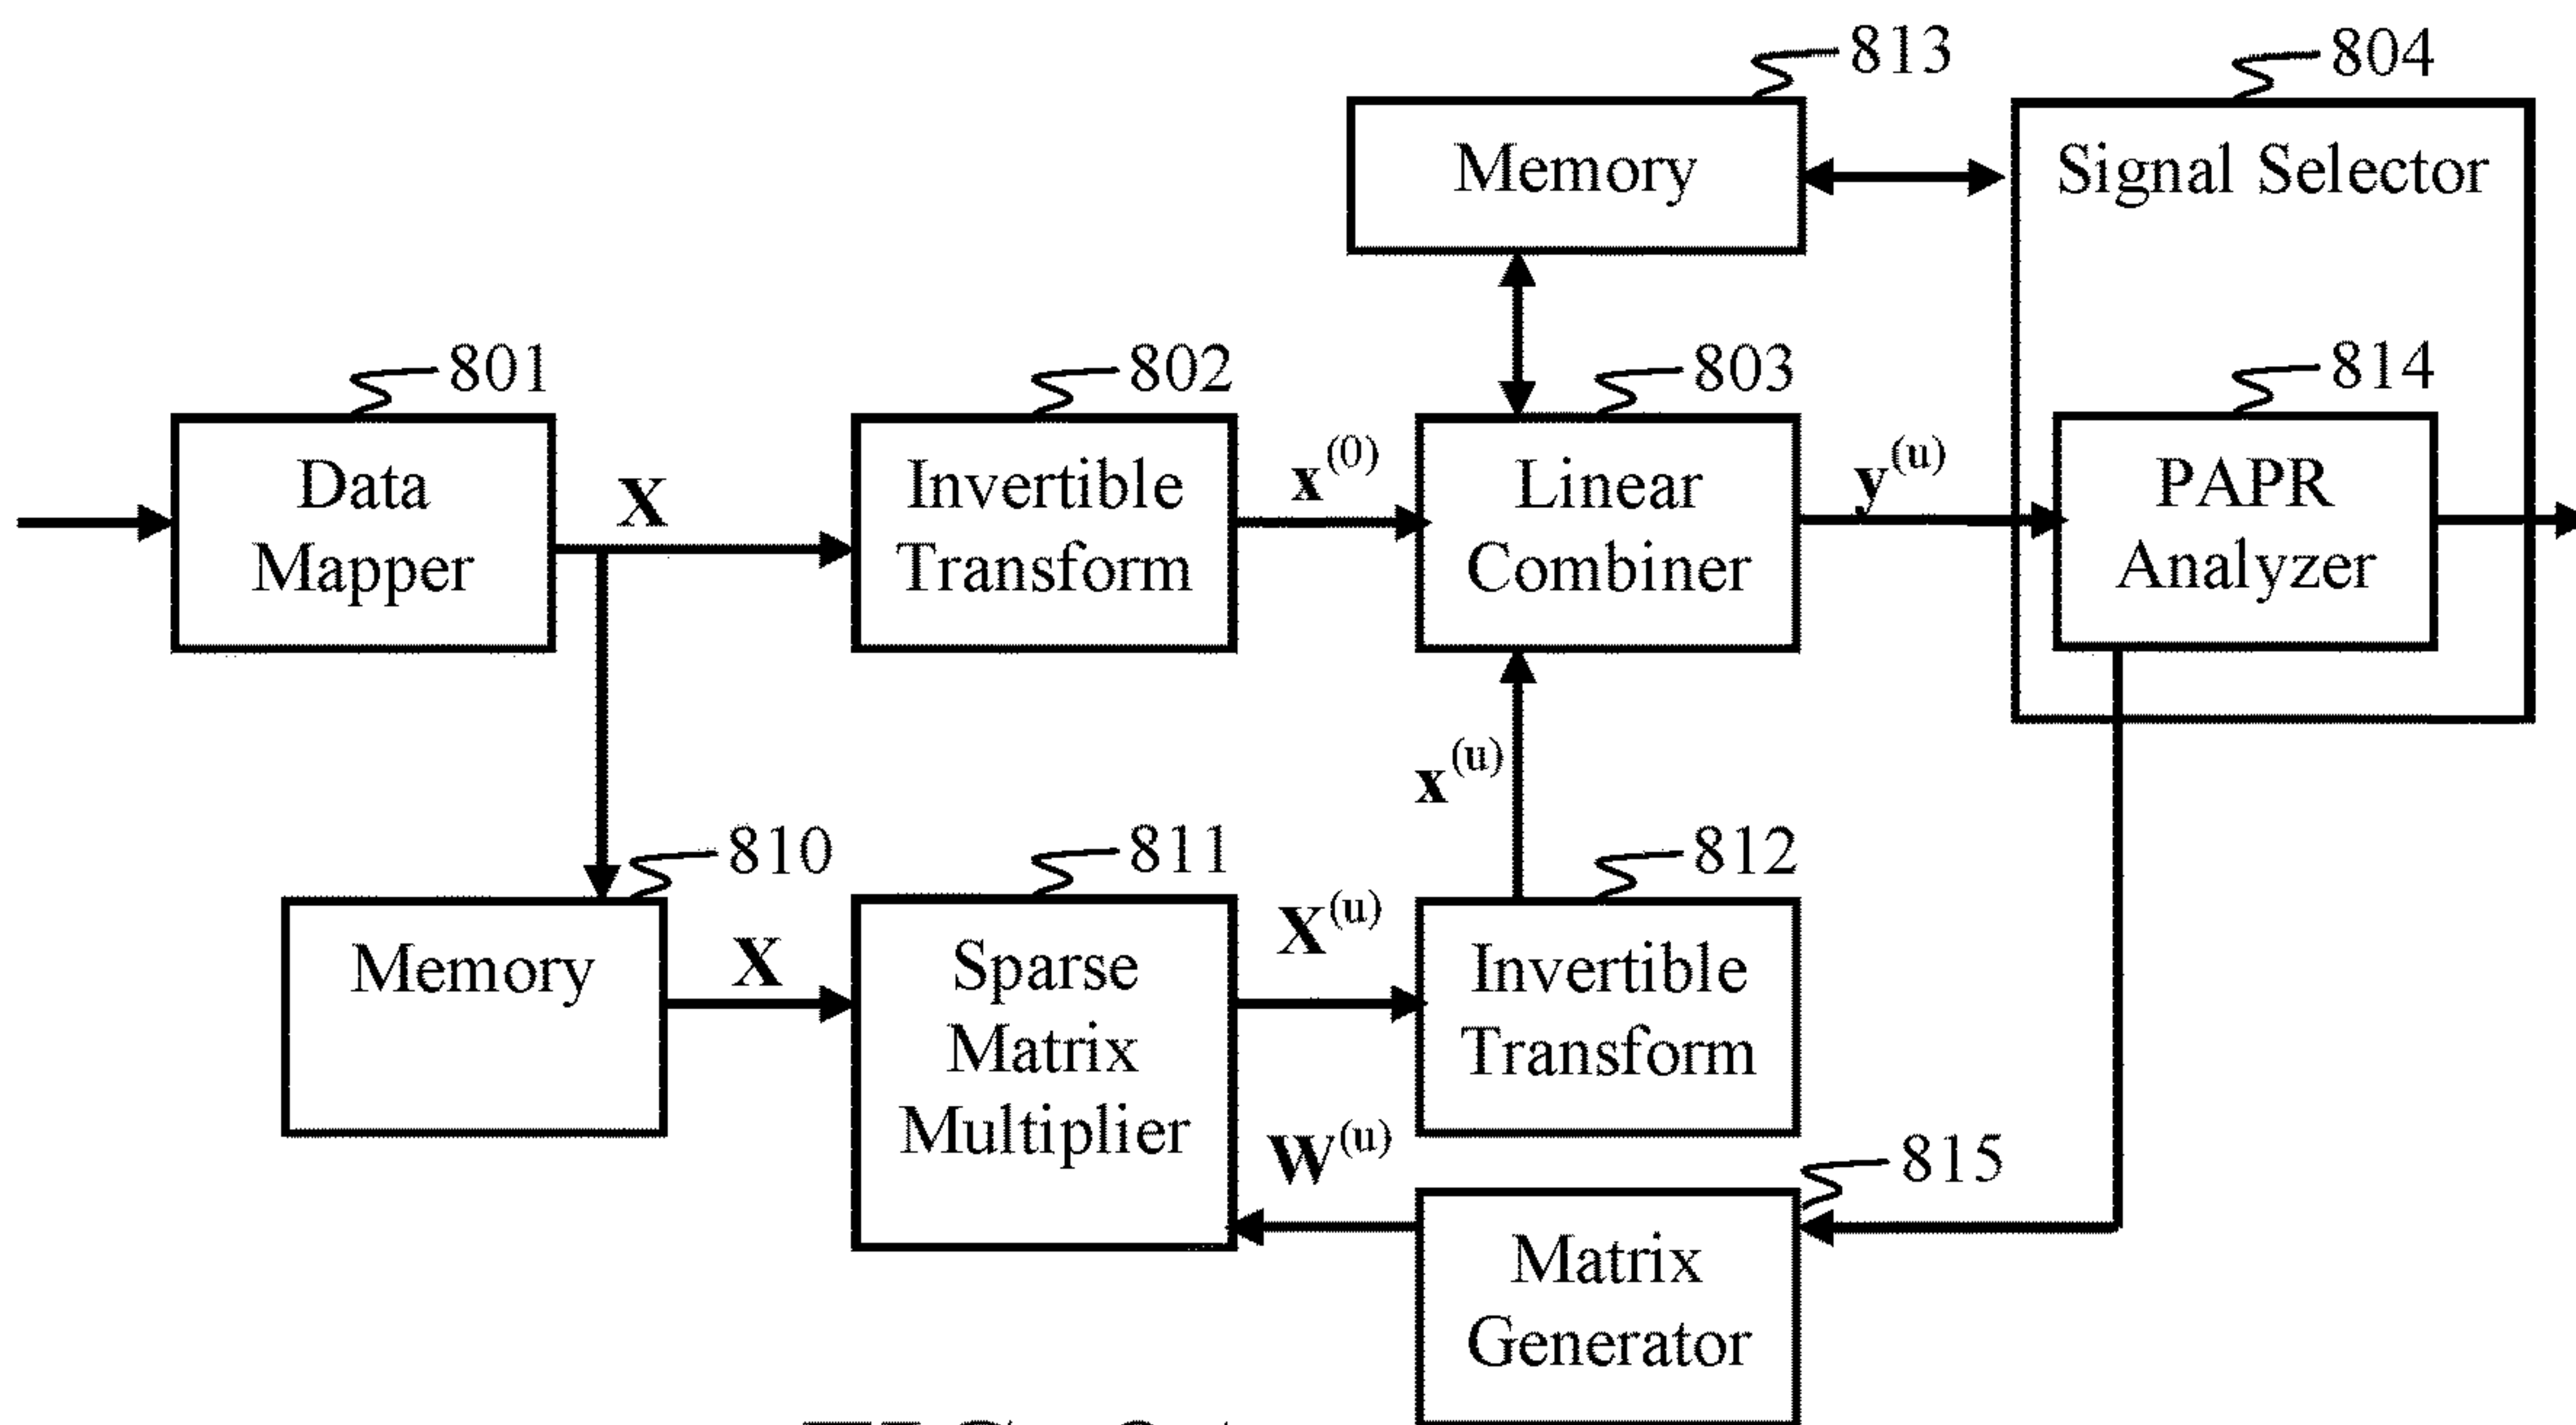 813
804
Memory
Signal Selector
801
802
803
814
Data
Mapper
X
Invertible
Transform
x(0)
Linear
Combiner
y(u)
PAPR
Analyzer
x(u)
810
811
812
Memory
X
Sparse
Matrix
Multiplier
X(u)
Invertible
Transform
W(u)
815
Matrix
Generator